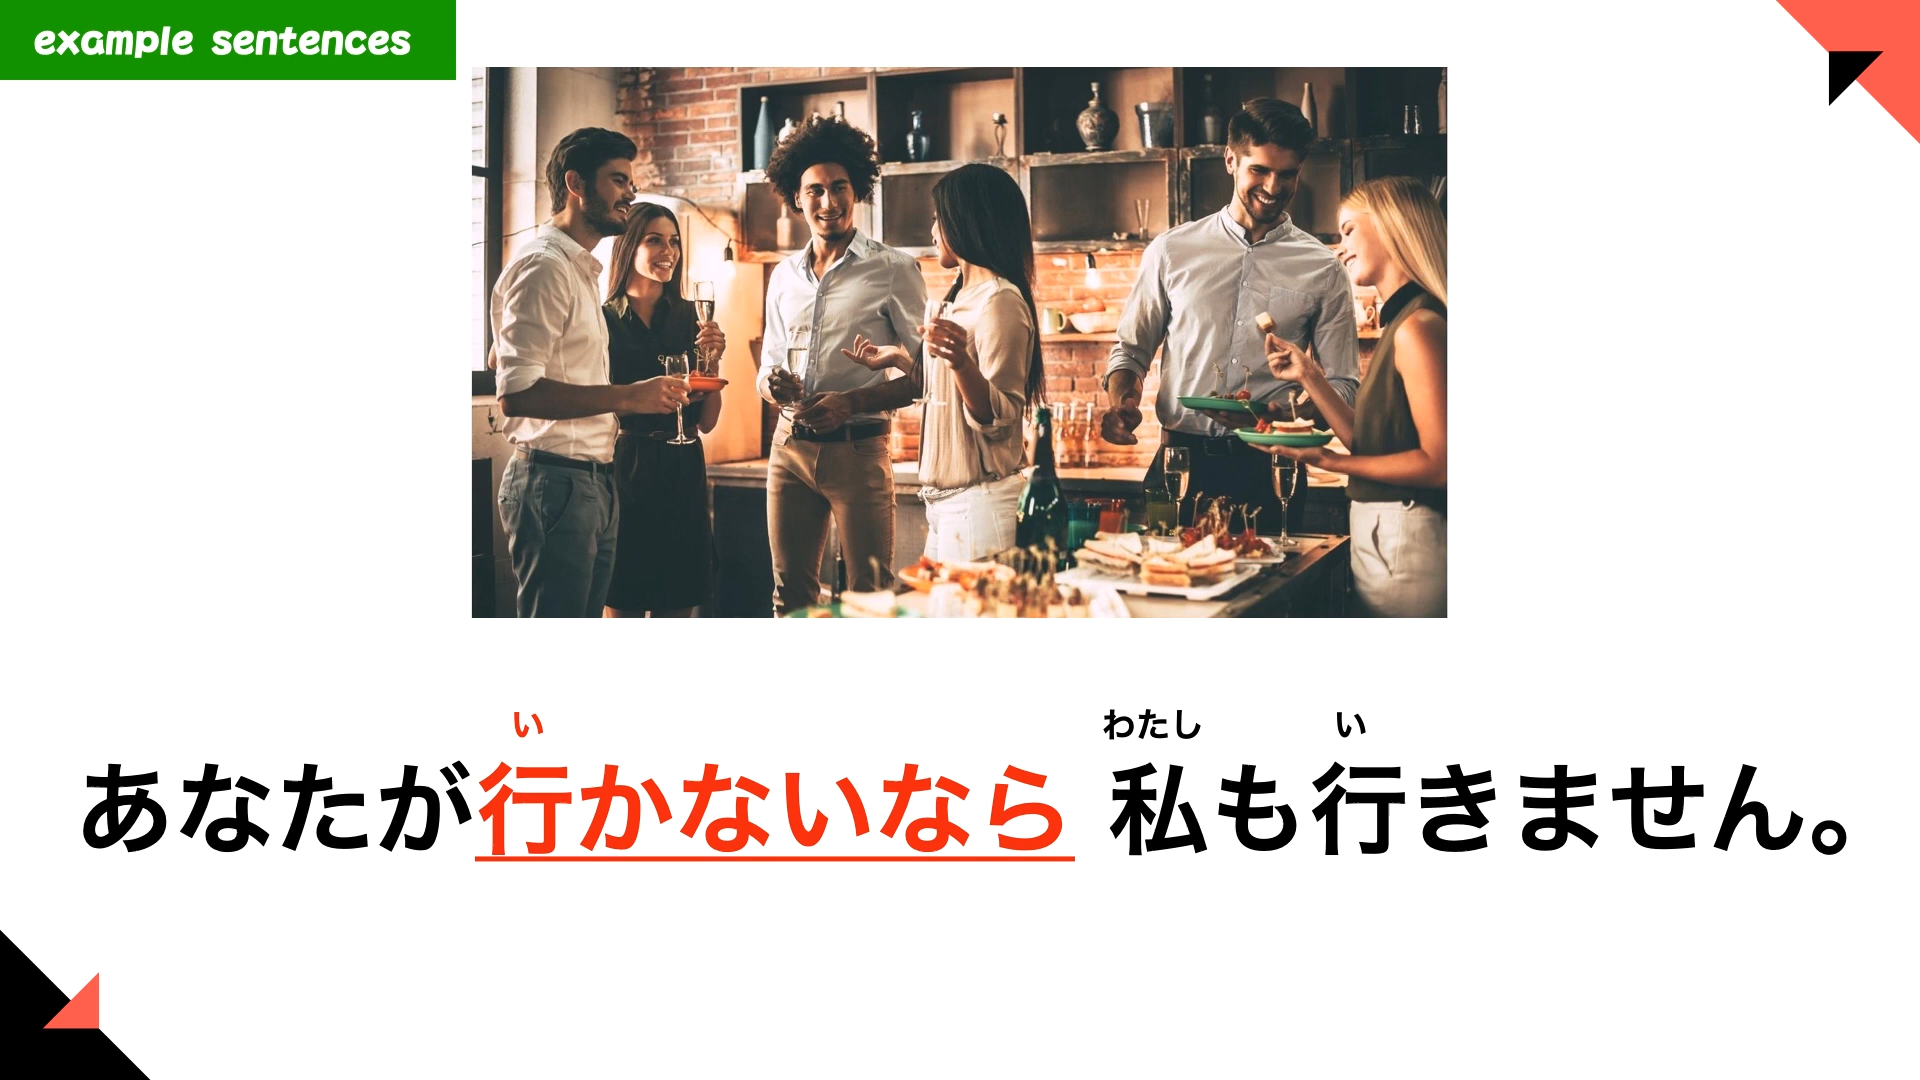 example sentences
い わたし い
あなたが行かないなら 私も行きません。